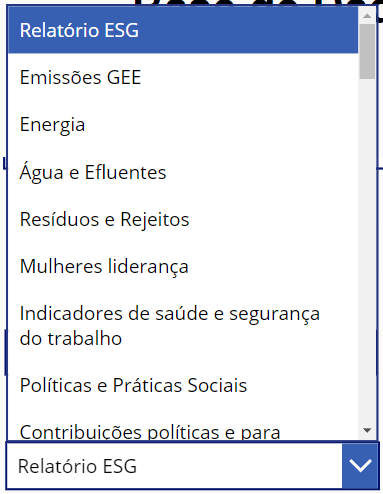 Relatório ESG
Emissões GEE
Energia
Água e Efluentes
Resíduos e Rejeitos
Mulheres liderança
Indicadores de saúde e segurança
do trabalho
Políticas e Práticas Sociais
Contribuições políticas e para
Relatório ESG